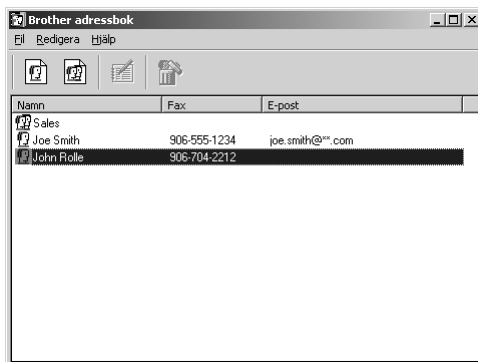 Brother adressbok
Fil Redigera Hjälp
Namn Fax E-post
Sales
Joe Smith 906-555-1234 joe.smith@**.com
John Rolle 906-704-2212